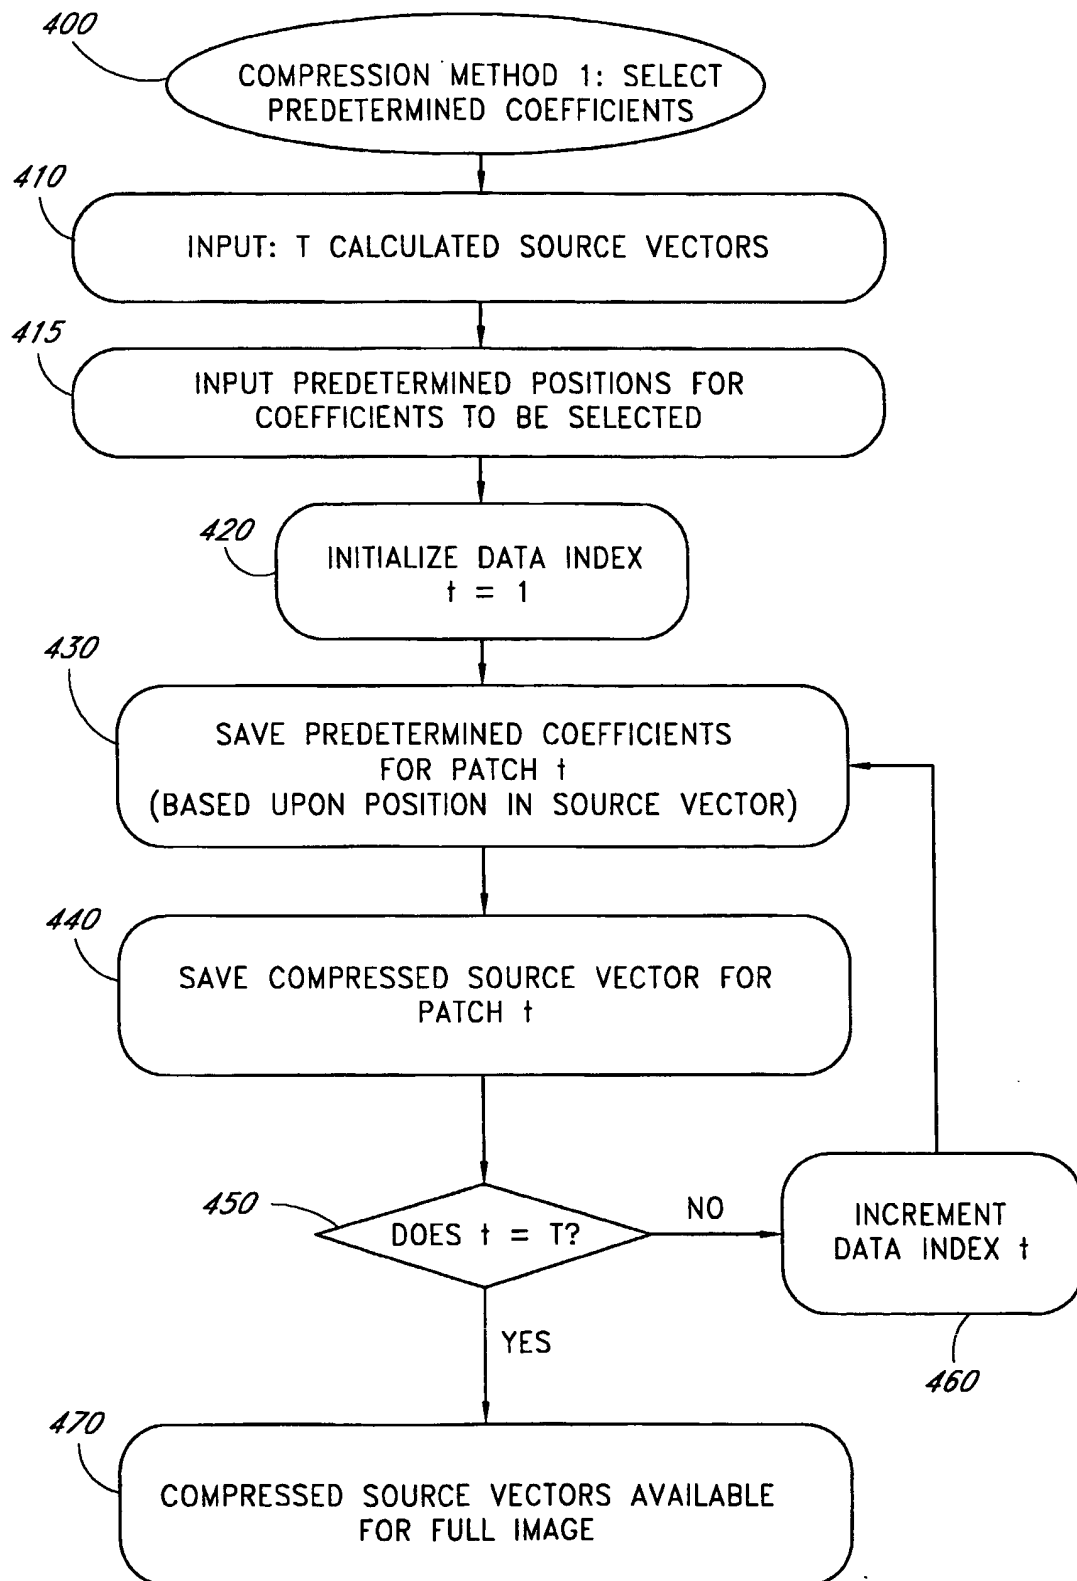 400
COMPRESSION METHOD 1: SELECT
PREDETERMINED COEFFICIENTS
410
INPUT: T CALCULATED SOURCE VECTORS
415
INPUT PREDETERMINED POSITIONS FOR
COEFFICIENTS TO BE SELECTED
420
INITIALIZE DATA INDEX
t = 1
430
SAVE PREDETERMINED COEFFICIENTS
FOR PATCH t
(BASED UPON POSITION IN SOURCE VECTOR)
440
SAVE COMPRESSED SOURCE VECTOR FOR
PATCH t
450
DOES t = T?
NO
INCREMENT
DATA INDEX t
460
YES
470
COMPRESSED SOURCE VECTORS AVAILABLE
FOR FULL IMAGE